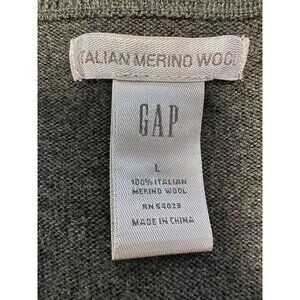 ITALIAN MERINO WOOL
GAP
L
100% ITALIAN
MERINO WOOL
RN 54023
MADE IN CHINA